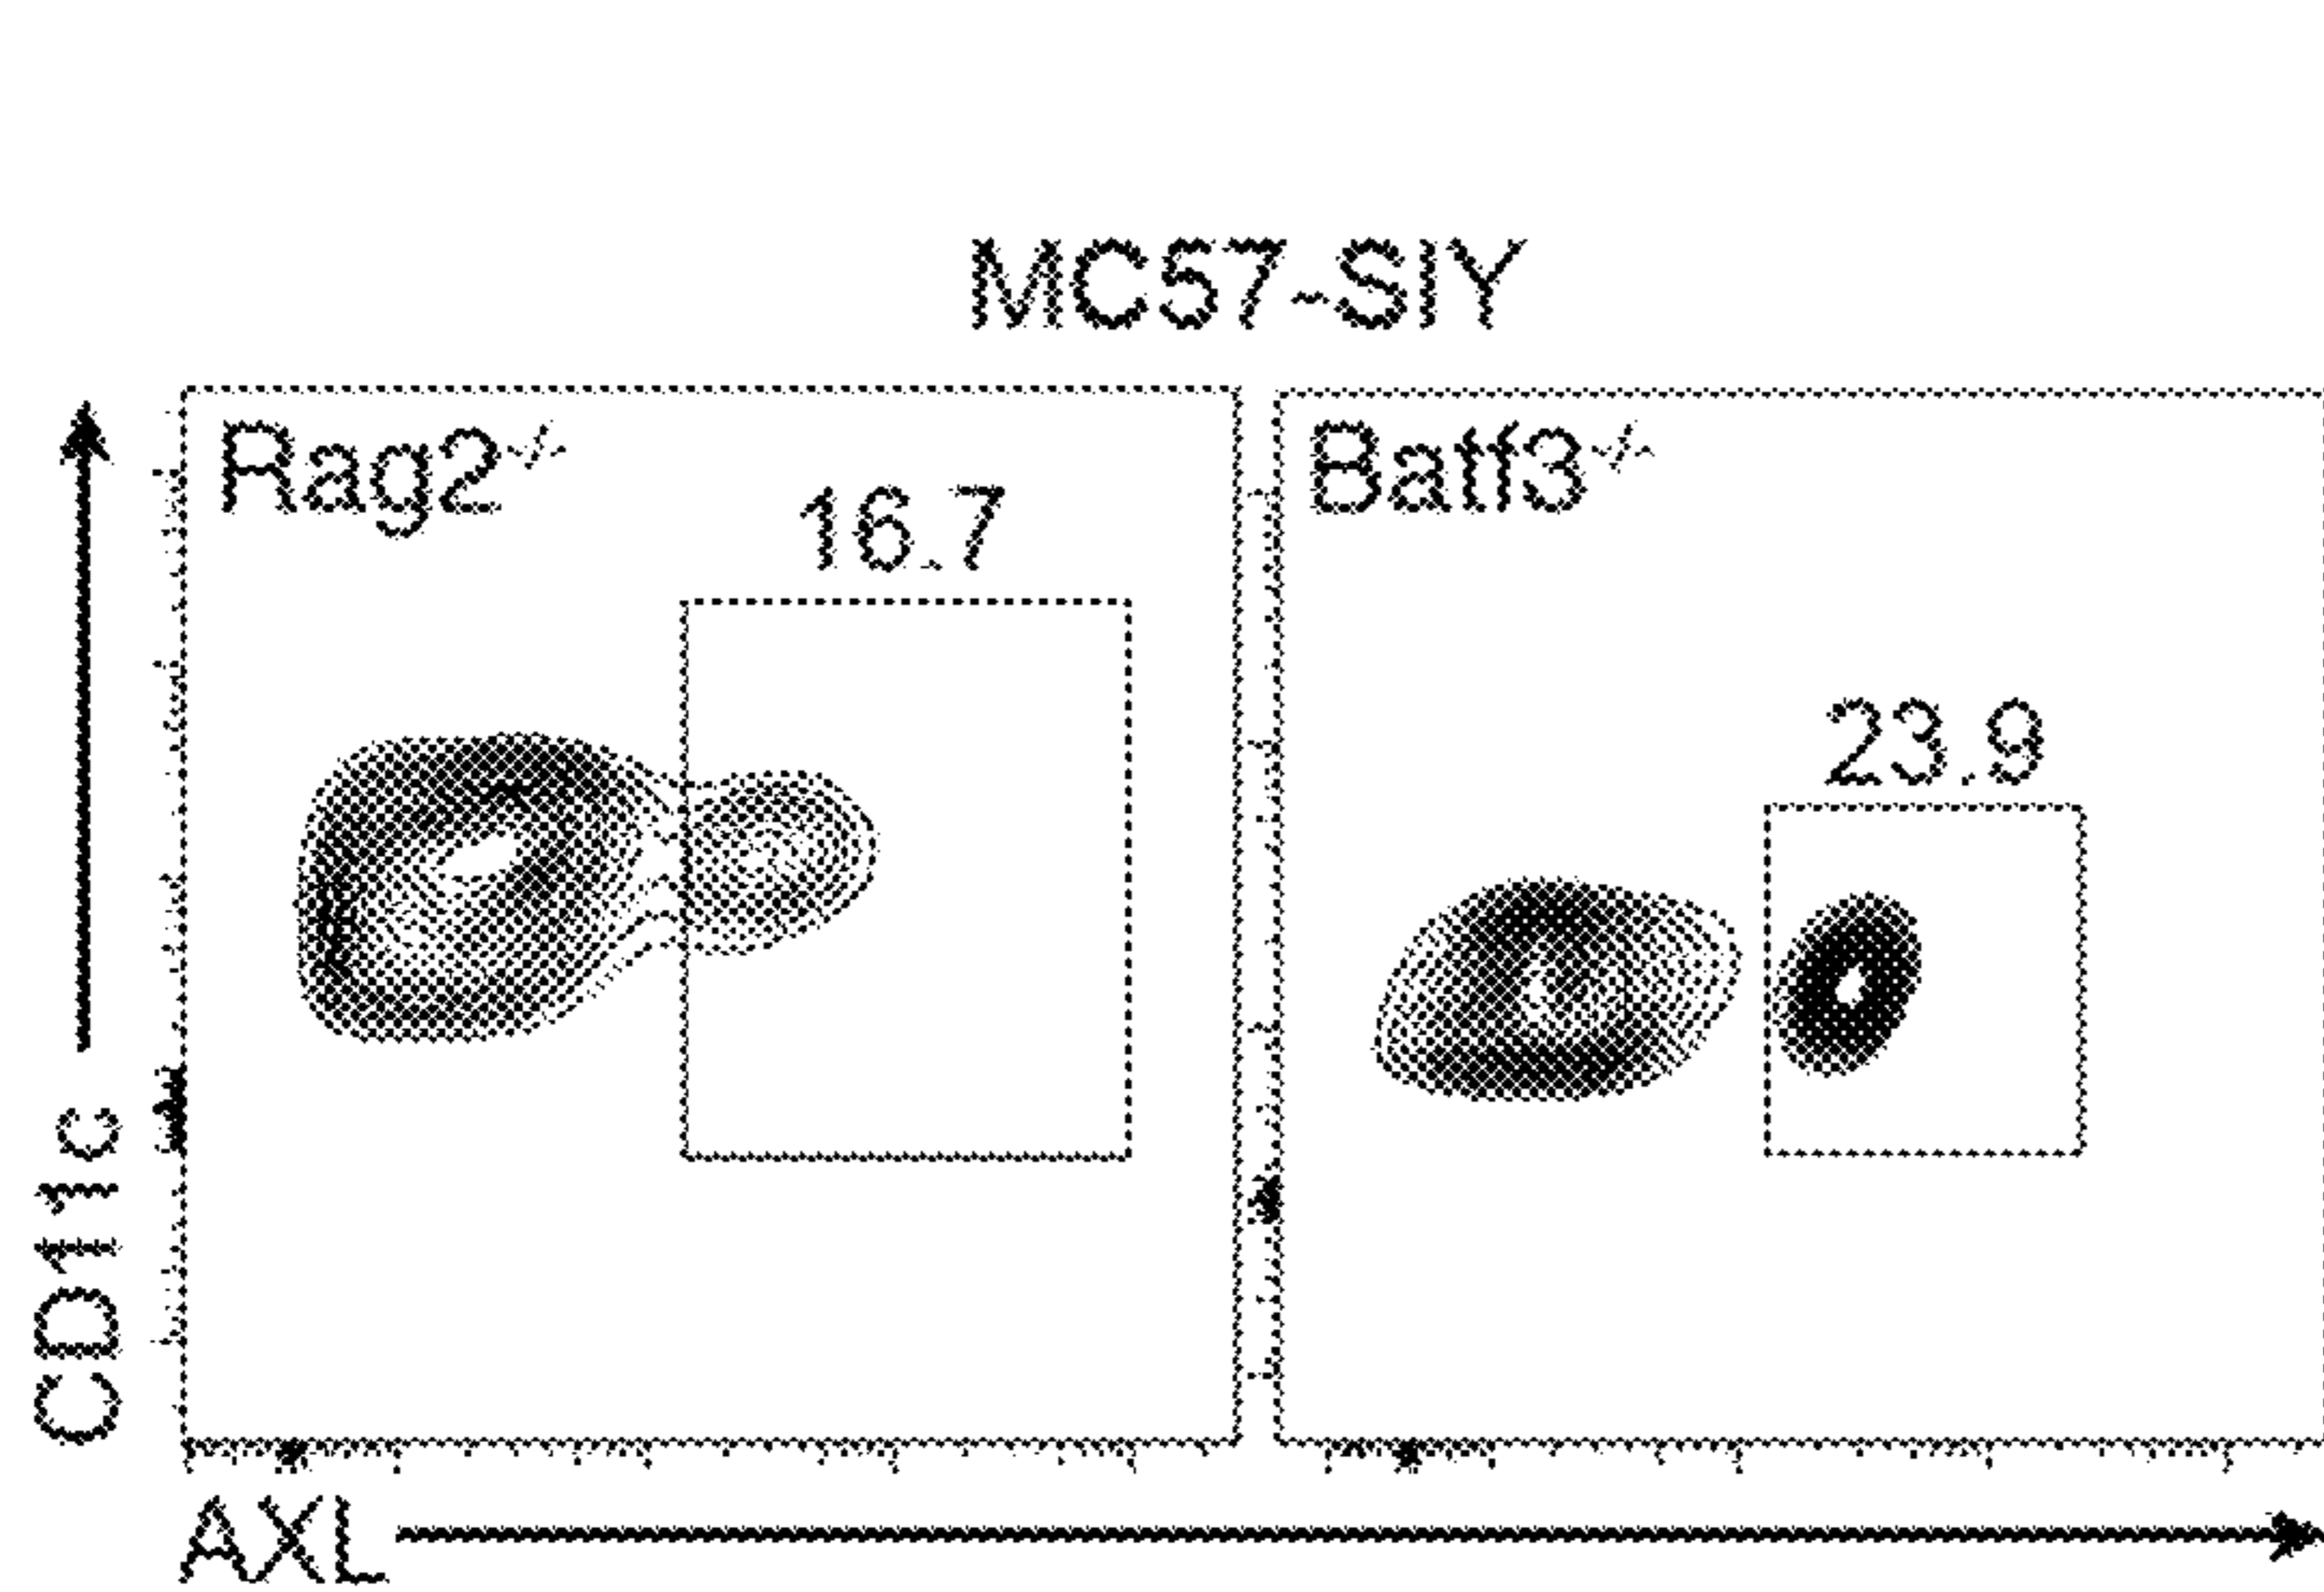 MC57-SIY
Rag2-/-
16.7
Batf3-/-
23.9
CD11c
AXL